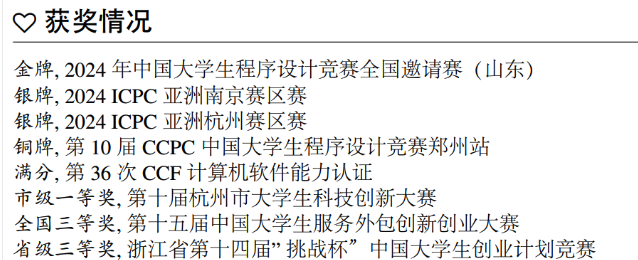 获奖情况
金牌, 2024 年中国大学生程序设计竞赛全国邀请赛（山东）
银牌, 2024 ICPC 亚洲南京赛区赛
银牌, 2024 ICPC 亚洲杭州赛区赛
铜牌, 第 10 届 CCPC 中国大学生程序设计竞赛郑州站
满分, 第 36 次 CCF 计算机软件能力认证
市级一等奖, 第十届杭州市大学生科技创新大赛
全国三等奖, 第十五届中国大学生服务外包创新创业大赛
省级三等奖, 浙江省第十四届” 挑战杯” 中国大学生创业计划竞赛